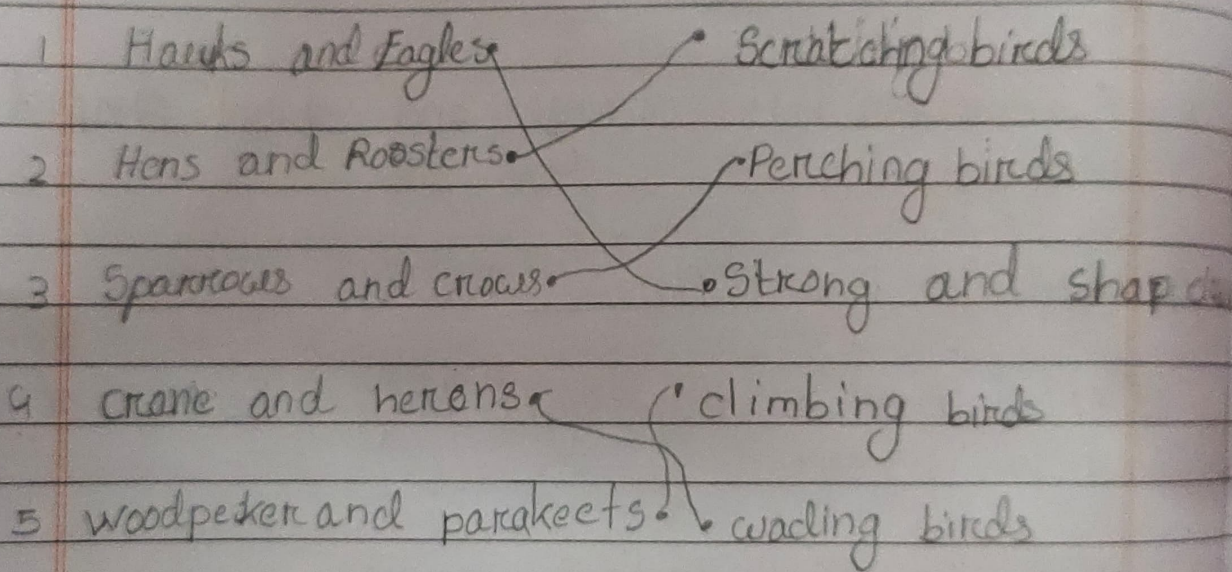 1 Hawks and Eagles Scratching birds
2 Hens and Roosters Perching birds
3 Sparrows and crows Strong and shap
4 crane and herens climbing birds
5 woodpeker and parakeets wading birds